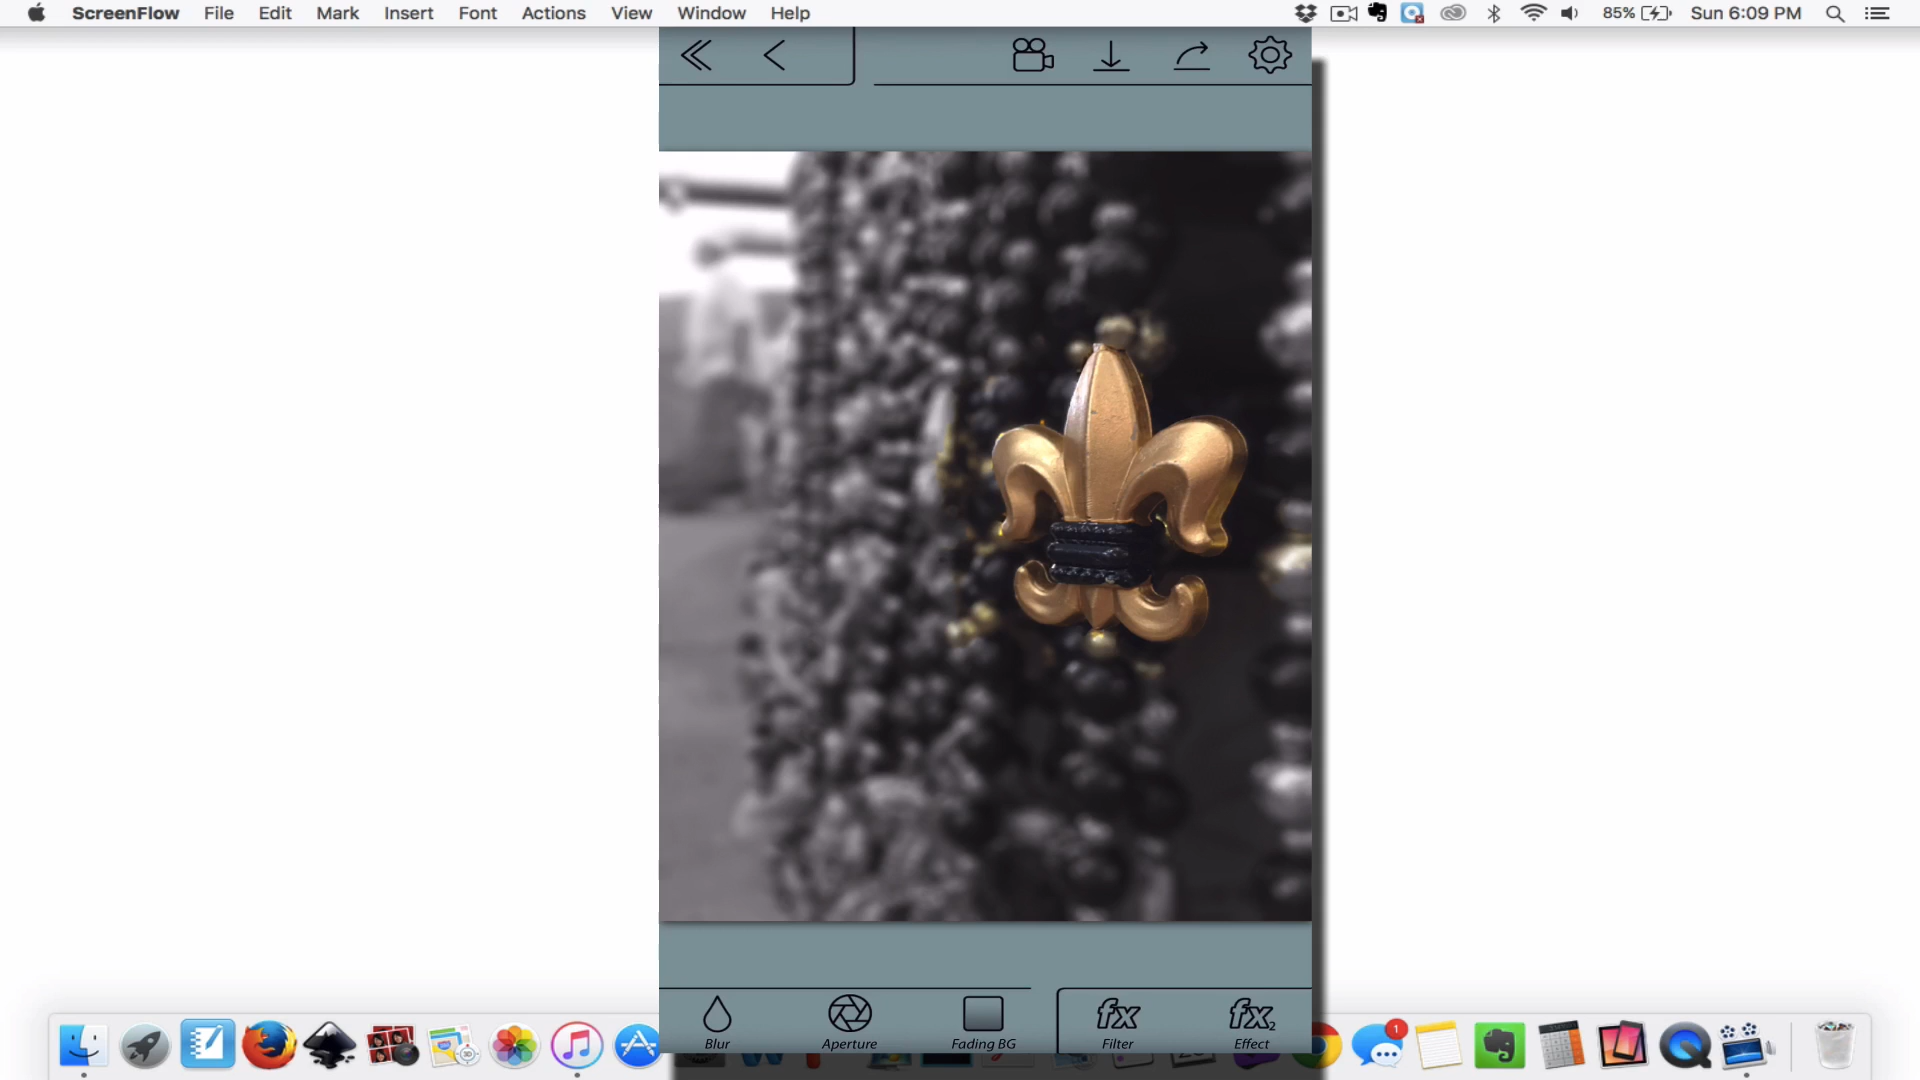 ScreenFlow File Edit Mark Insert Font Actions View Window Help 85% Sun 6:09 PM
Blur Aperture Fading BG fx Filter fx2 Effect
1